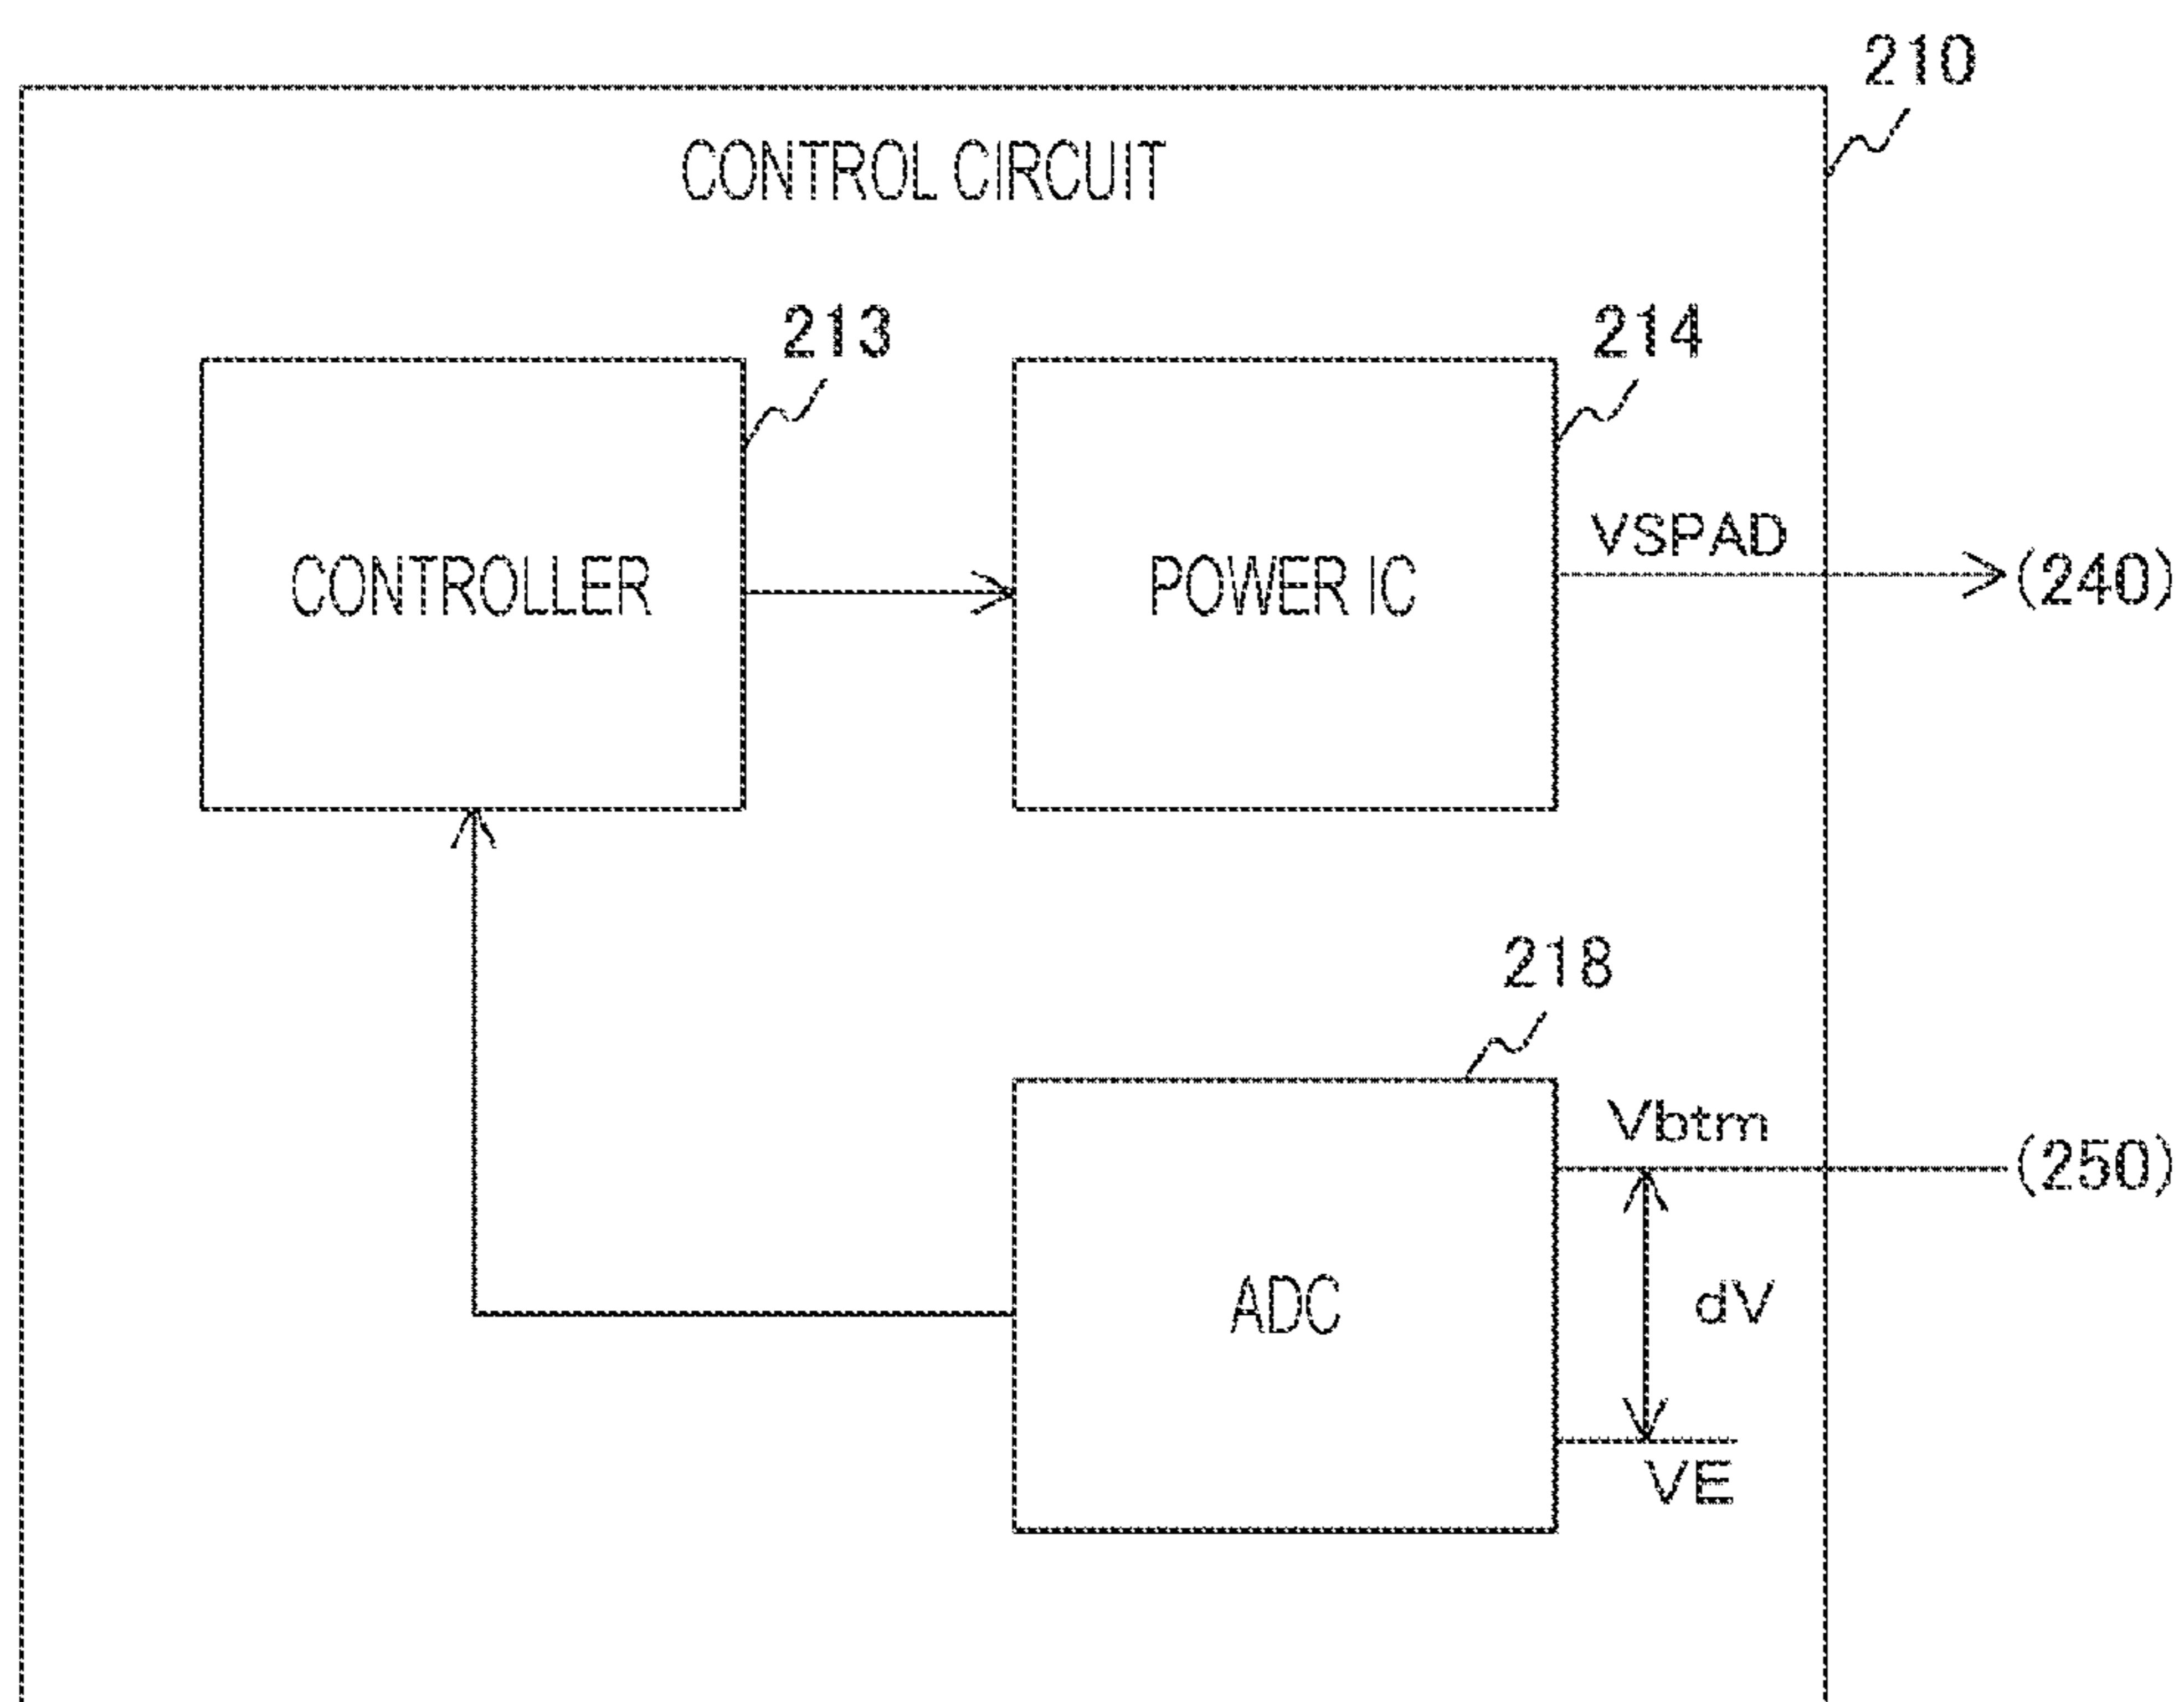 210
CONTROL CIRCUIT
213
214
CONTROLLER
POWER IC
VSPAD
(240)
218
Vbtm
(250)
ADC
dV
VE